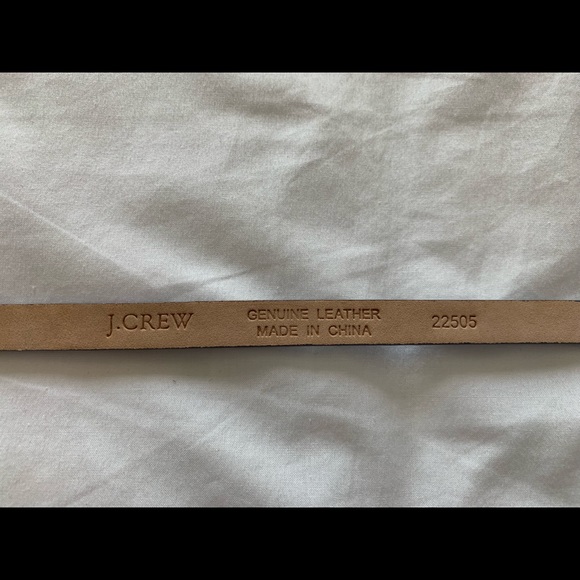 J.CREW
GENUINE LEATHER
MADE IN CHINA
22505